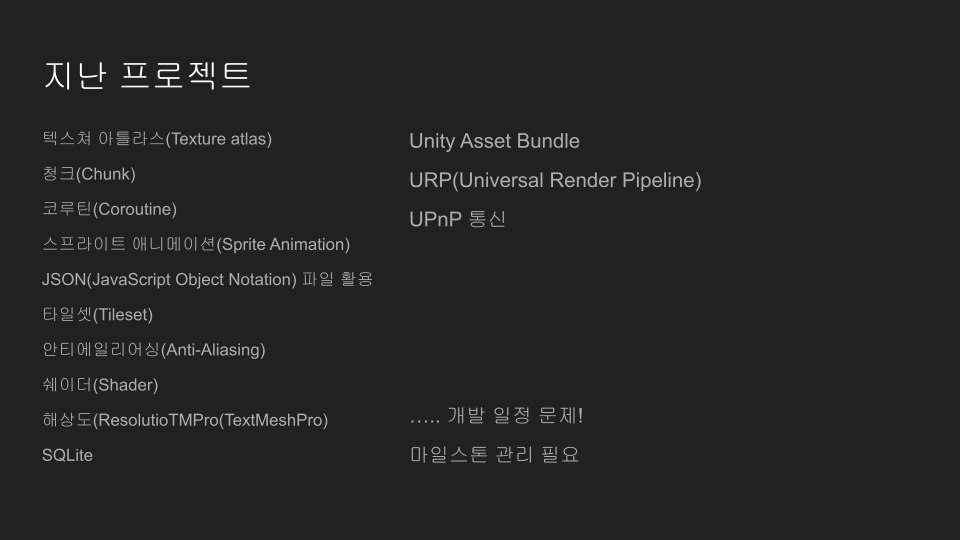 지난 프로젝트
텍스쳐 아틀라스(Texture atlas)
청크(Chunk)
코루틴(Coroutine)
스프라이트 애니메이션(Sprite Animation)
JSON(JavaScript Object Notation) 파일 활용
타일셋(Tileset)
안티에일리어싱(Anti-Aliasing)
쉐이더(Shader)
해상도(ResolutioTMPro(TextMeshPro)
SQLite
Unity Asset Bundle
URP(Universal Render Pipeline)
UPnP 통신
….. 개발 일정 문제!
마일스톤 관리 필요